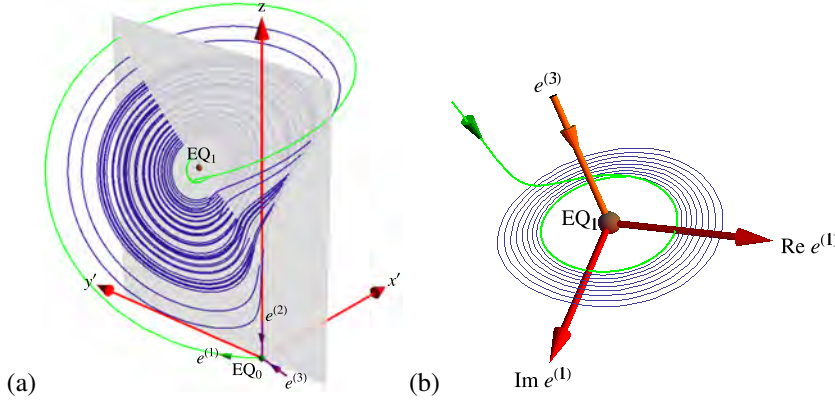 z
EQ₁
y′
x′
e⁽²⁾
e⁽¹⁾
EQ₀
e⁽³⁾
(a)
e⁽³⁾
EQ₁
Re e⁽¹⁾
Im e⁽¹⁾
(b)